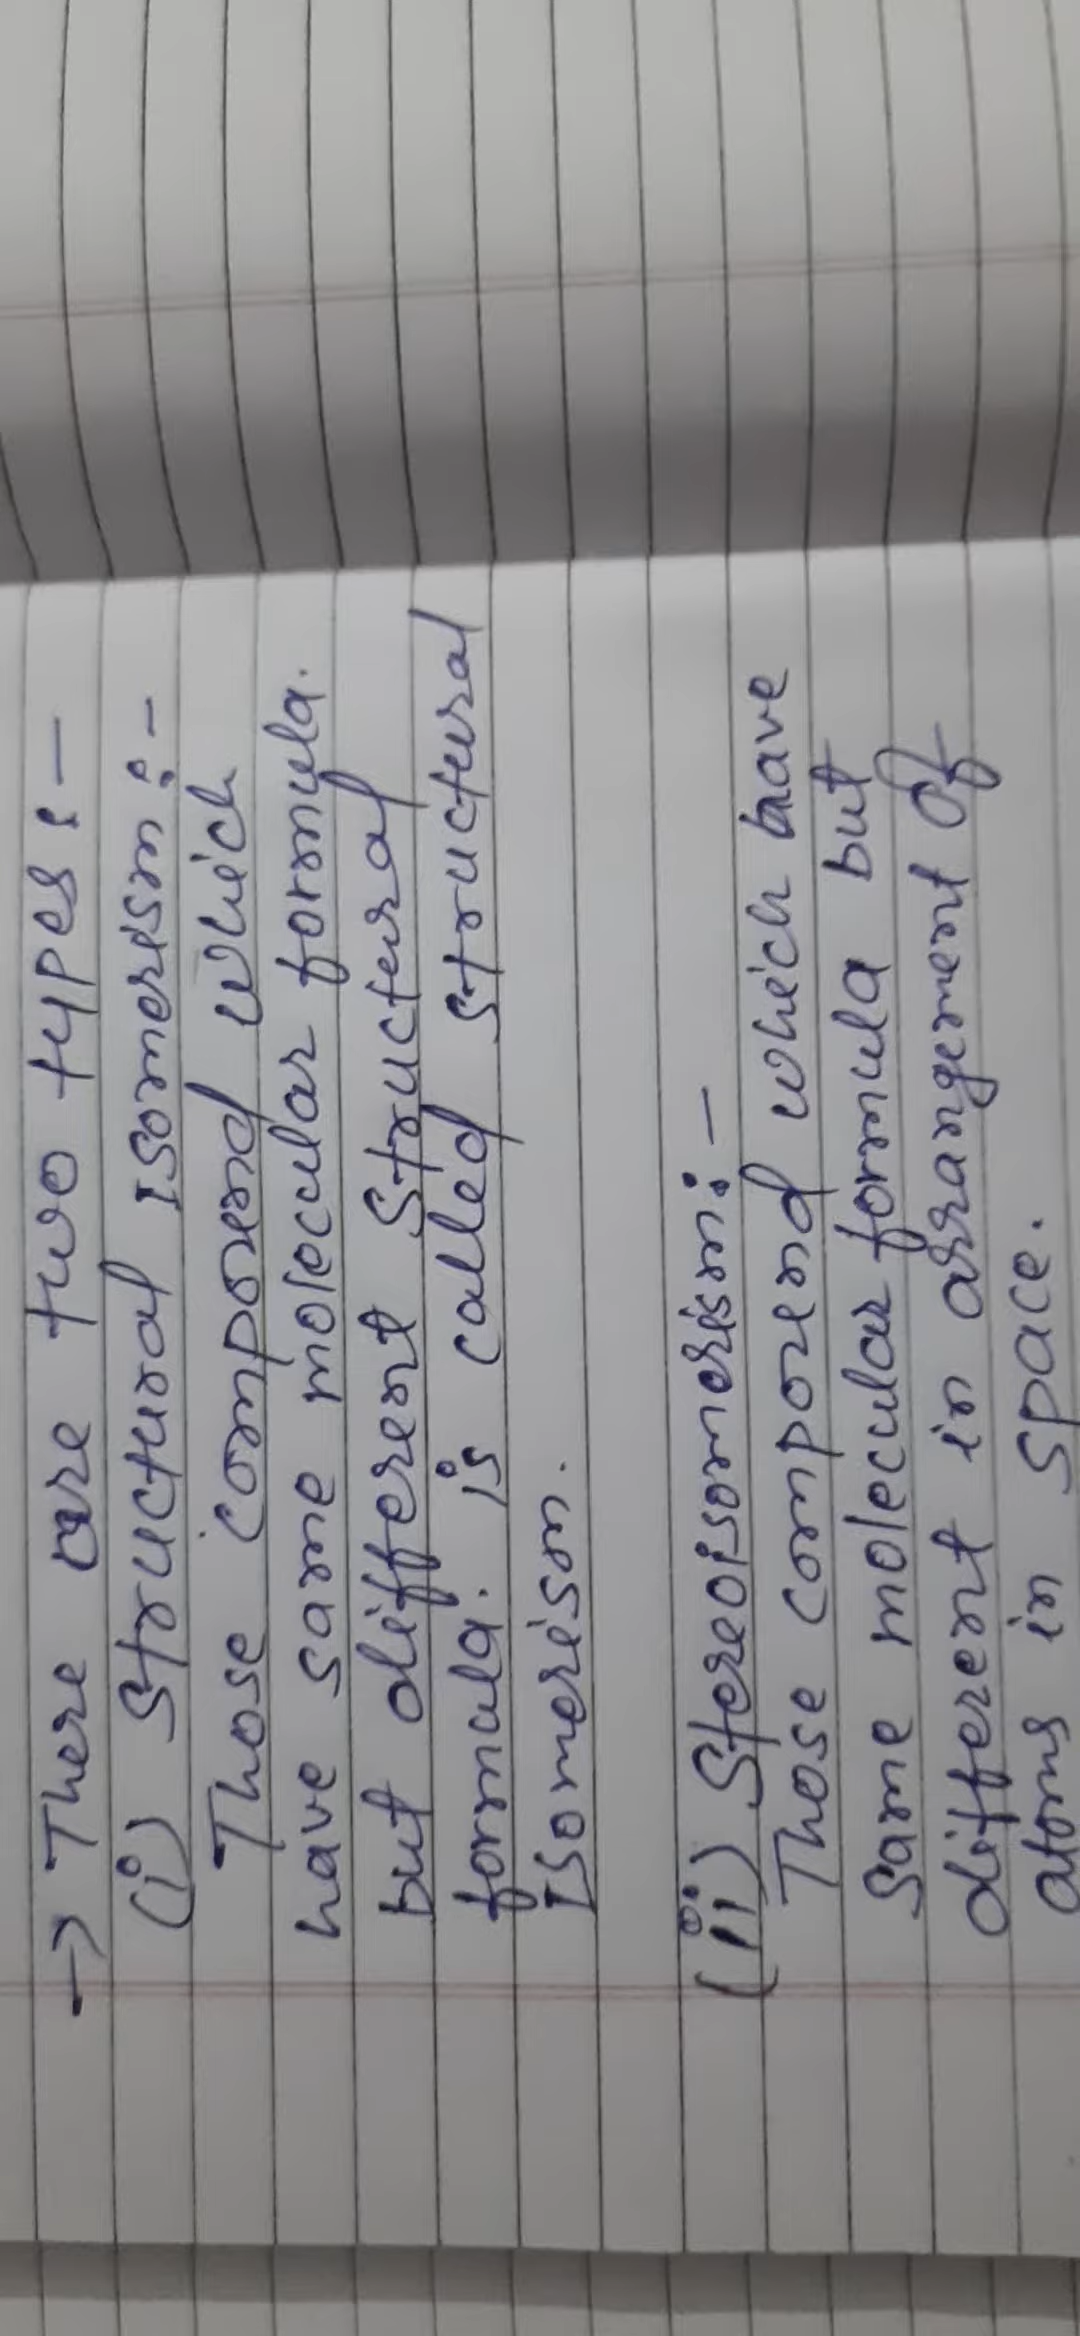 → There are two types :-
(i) Structural Isomerism :-
Those compound which
have same molecular formula.
but different structural
formula. is called structural
Isomerism.
(ii) Stereoisomerism :-
Those compound which have
Same molecular formula but
different in arrangement of
atoms in space.